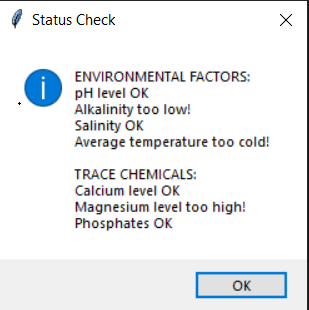 Status Check
ENVIRONMENTAL FACTORS:
pH level OK
Alkalinity too low!
Salinity OK
Average temperature too cold!
TRACE CHEMICALS:
Calcium level OK
Magnesium level too high!
Phosphates OK
OK